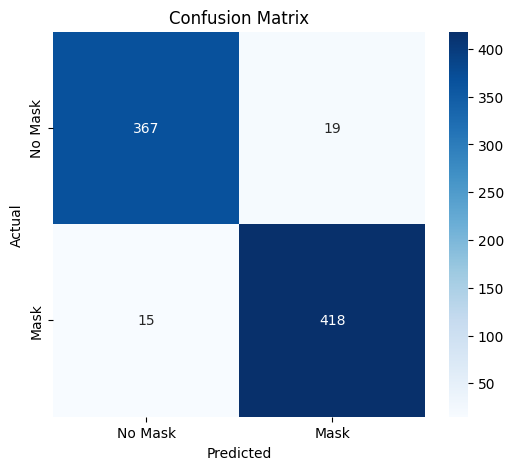 Confusion Matrix
No Mask
367
19
Actual
Mask
15
418
No Mask
Mask
Predicted
400
350
300
250
200
150
100
50